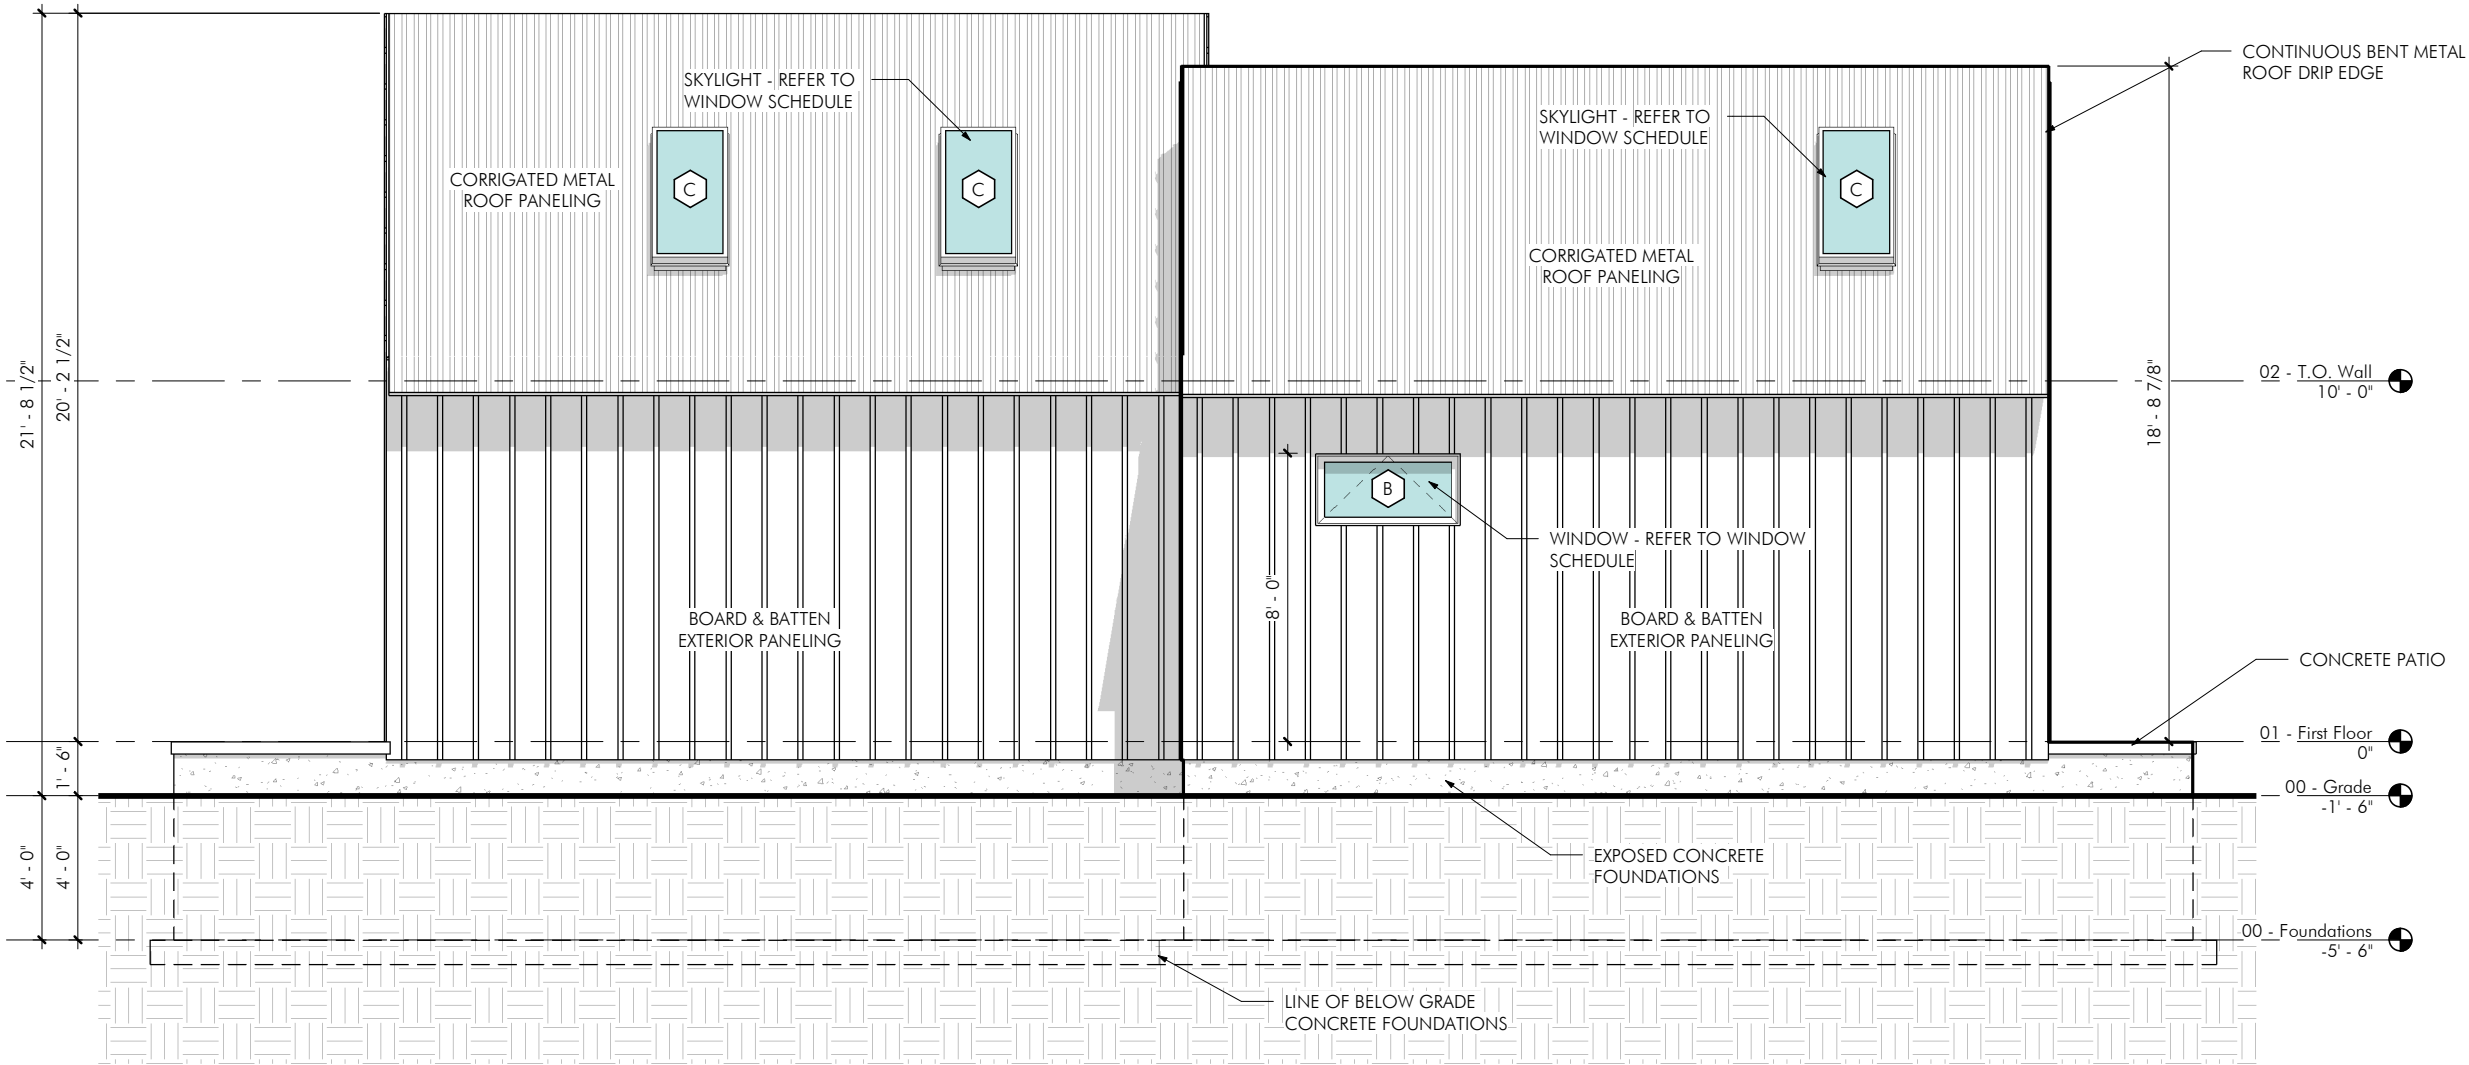 CONTINUOUS BENT METAL
ROOF DRIP EDGE
SKYLIGHT - REFER TO
WINDOW SCHEDULE
SKYLIGHT - REFER TO
WINDOW SCHEDULE
CORRIGATED METAL
ROOF PANELING
C
C
C
CORRIGATED METAL
ROOF PANELING
21' - 8 1/2"
20' - 2 1/2"
18' - 8 7/8"
02 - T.O. Wall
10' - 0"
B
WINDOW - REFER TO WINDOW
SCHEDULE
8' - 0"
BOARD & BATTEN
EXTERIOR PANELING
BOARD & BATTEN
EXTERIOR PANELING
CONCRETE PATIO
01 - First Floor
0"
1' - 6"
00 - Grade
-1' - 6"
4' - 0"
4' - 0"
EXPOSED CONCRETE
FOUNDATIONS
00 - Foundations
-5' - 6"
LINE OF BELOW GRADE
CONCRETE FOUNDATIONS